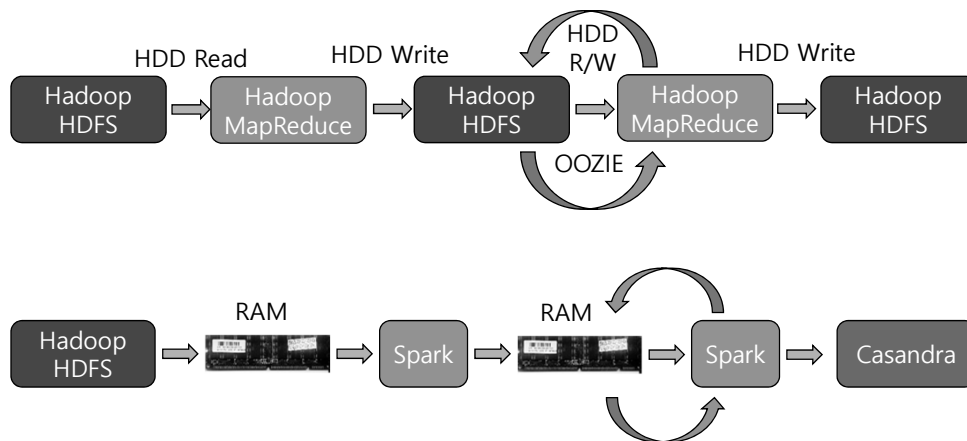 HDD Read
HDD Write
HDD
R/W
HDD Write
Hadoop
HDFS
Hadoop
MapReduce
Hadoop
HDFS
Hadoop
MapReduce
Hadoop
HDFS
OOZIE
RAM
RAM
Hadoop
HDFS
Spark
Spark
Casandra